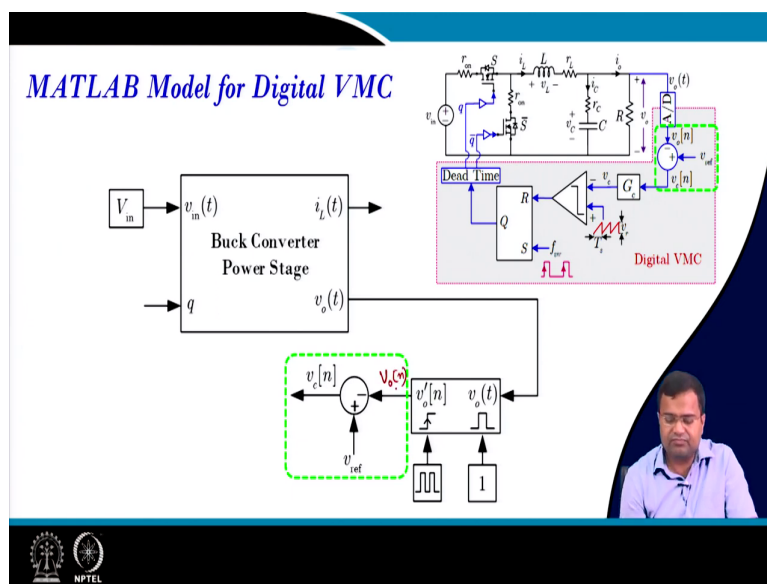 MATLAB Model for Digital VMC
r_on
S
i_L
L
r_L
i_o
+ v_L −
v_o(t)
v_in
q
r_on
S̅
i_C
r_C
+ v_C −
C
R
+ v_o −
A/D
q̅
v_o[n]
v_ref
v_e[n]
Dead Time
v_c
G_c
R
Q
S
f_sw
T_s
v_r
Digital VMC
V_in
v_in(t)
i_L(t)
Buck Converter
Power Stage
q
v_o(t)
v_e[n]
V_o[n]
v_o'[n]
v_o(t)
v_ref
1
NPTEL